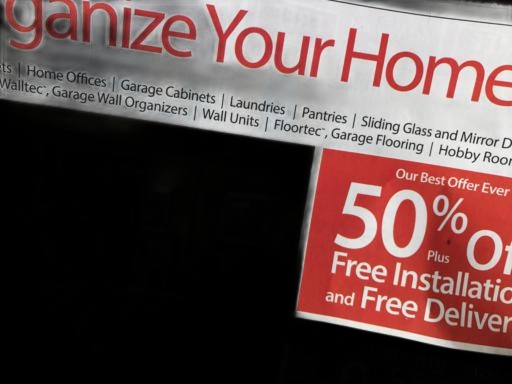 ganize Your Home
ts | Home Offices | Garage Cabinets | Laundries | Pantries | Sliding Glass and Mirror D
Walltec, Garage Wall Organizers | Wall Units | Floortec, Garage Flooring | Hobby Roo
Our Best Offer Ever
50% Of
Plus
Free Installatio
and Free Deliver